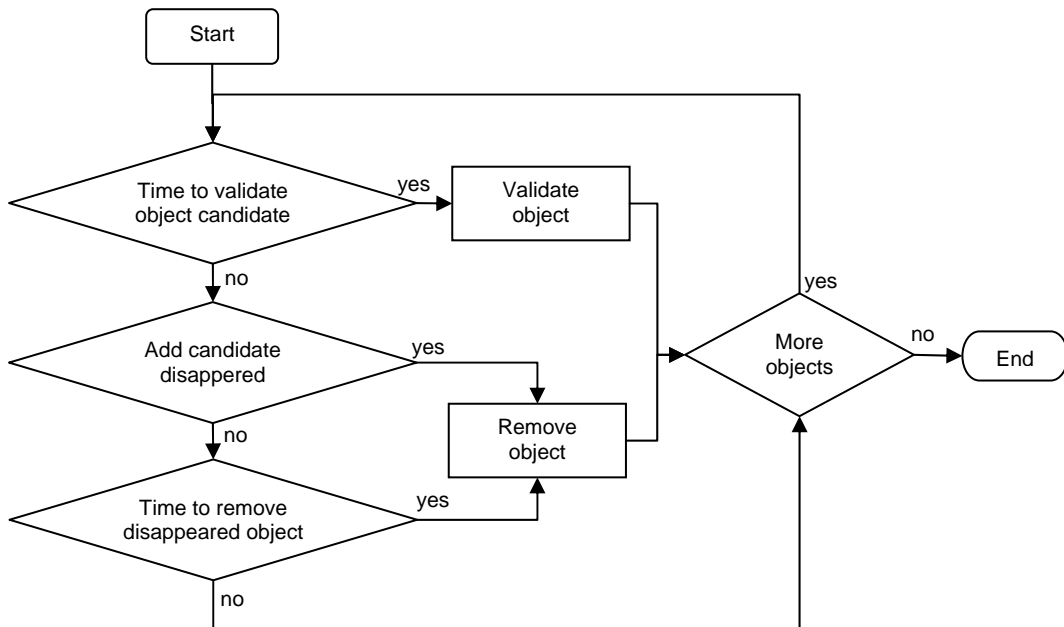 Start
Time to validate
object candidate
yes
Validate
object
no
Add candidate
disappered
yes
Remove
object
no
Time to remove
disappeared object
yes
no
More
objects
yes
no
End